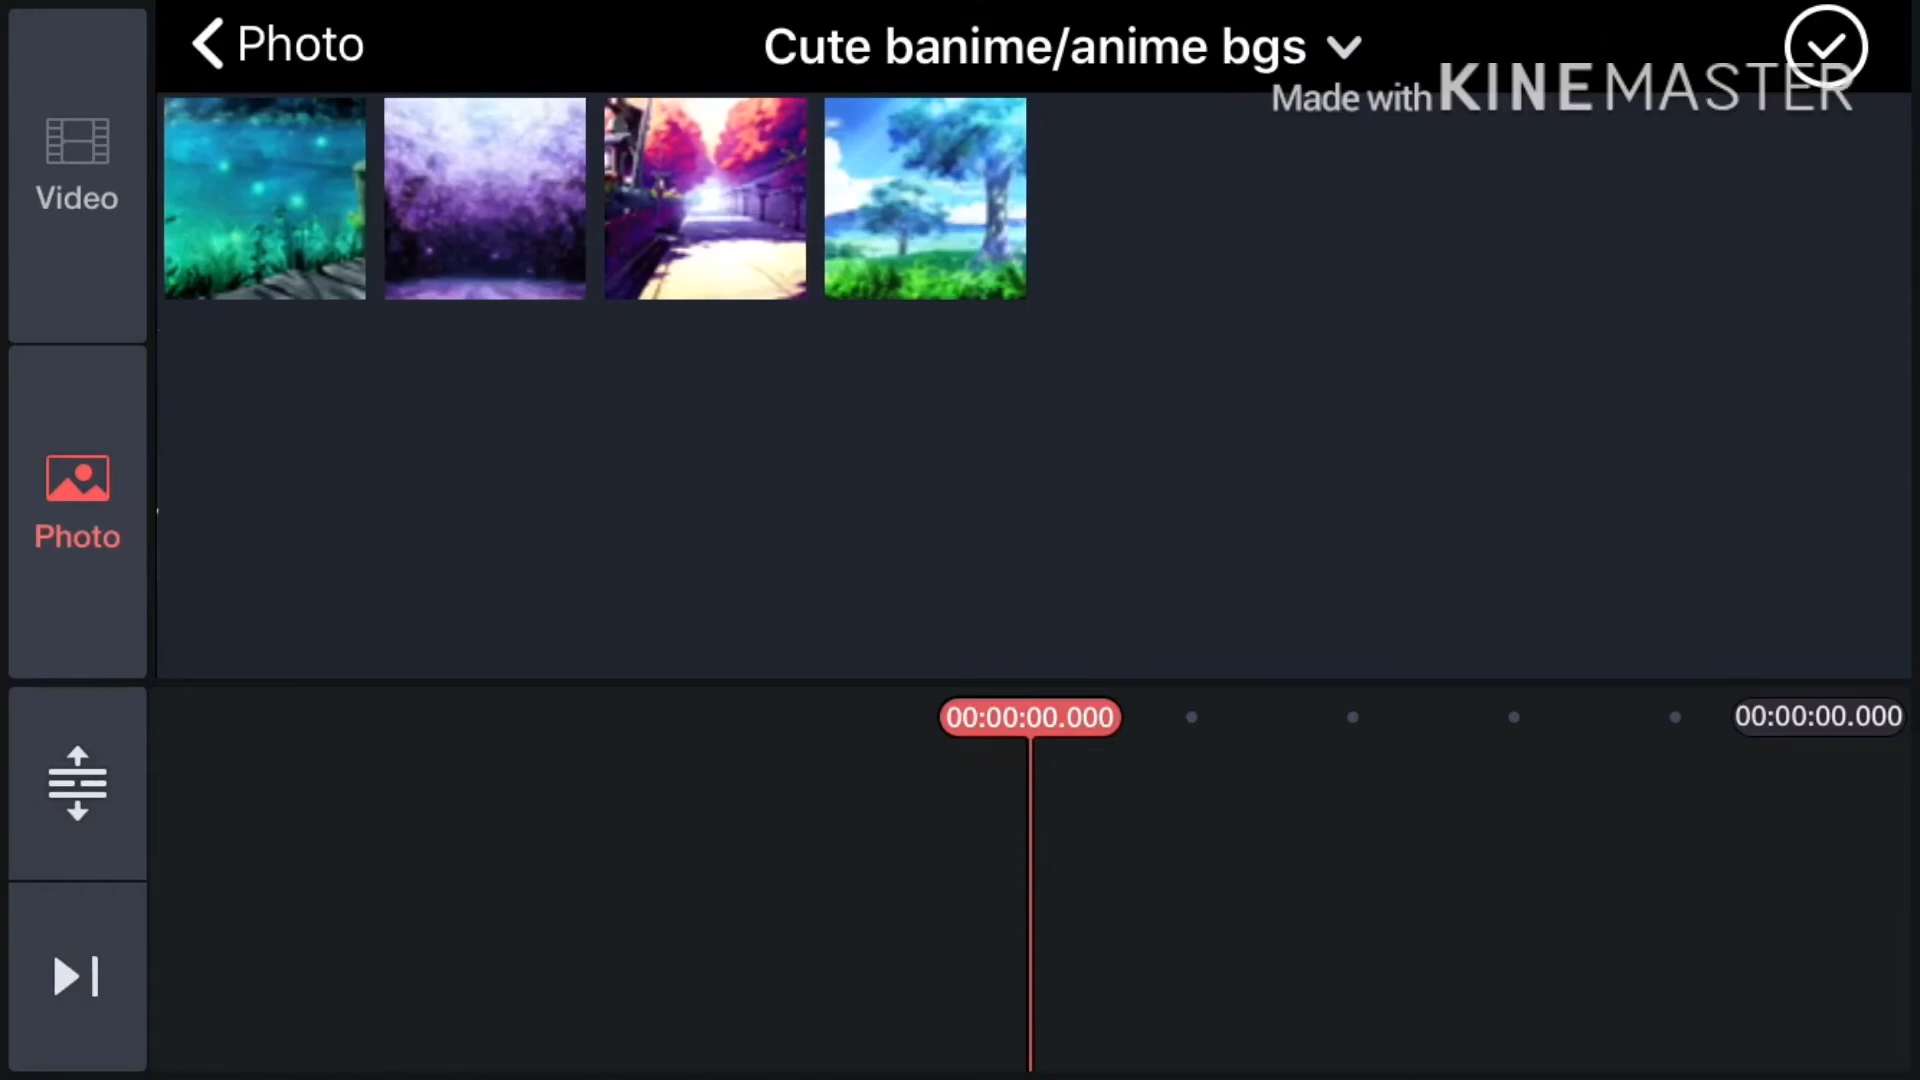 Photo
Cute banime/anime bgs
Made with KINEMASTER
Video
Photo
00:00:00.000
00:00:00.000